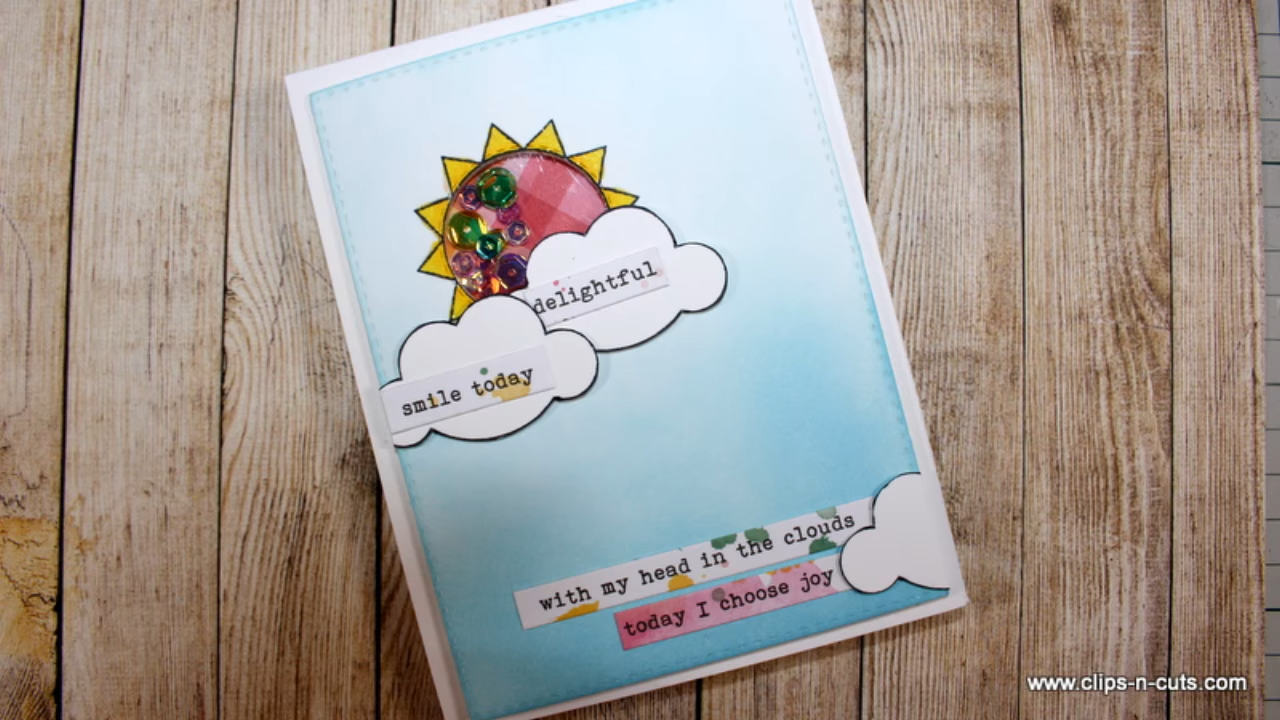 delightful
smile today
with my head in the clouds
today I choose joy
www.clips-n-cuts.com